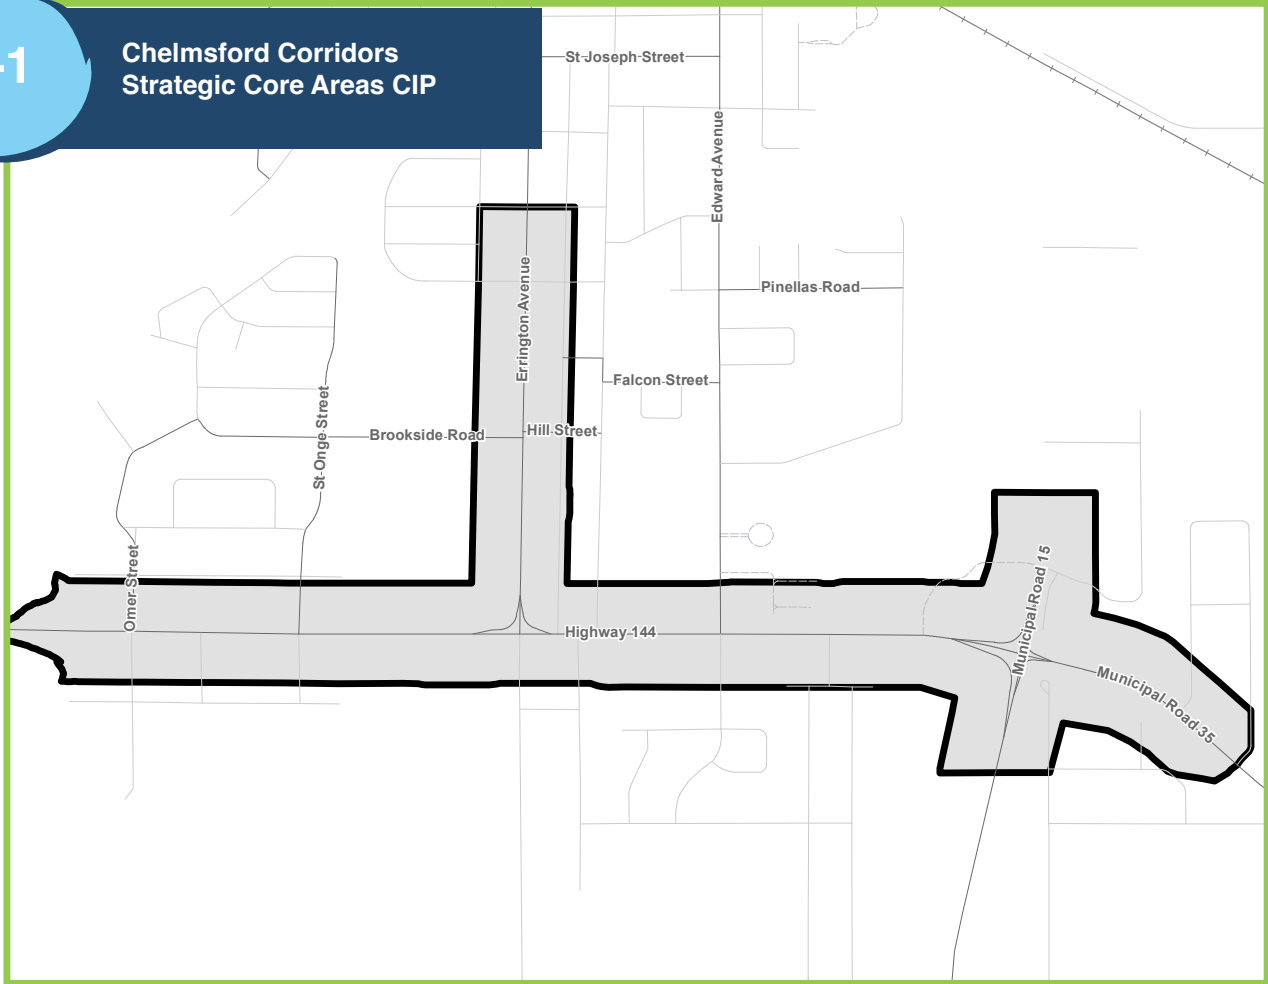 -1
Chelmsford Corridors
Strategic Core Areas CIP
St Joseph Street
Edward Avenue
Errington Avenue
Pinellas Road
Falcon Street
Hill Street
Brookside Road
St Onge Street
Omer Street
Highway 144
Municipal Road 15
Municipal Road 35